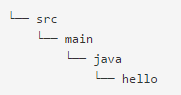 └── src
    └── main
        └── java
            └── hello